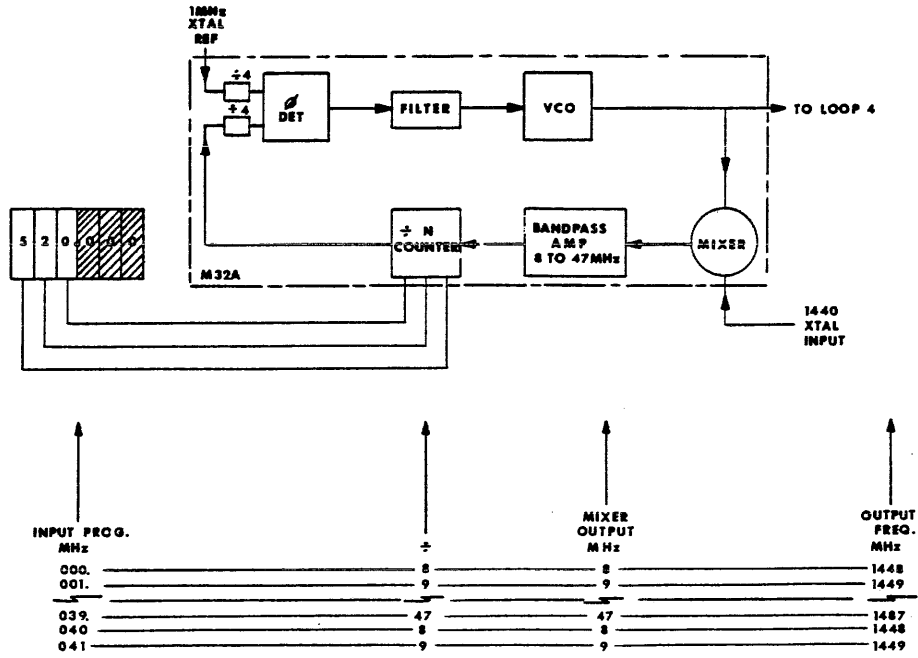 1MHz
XTAL
REF
÷4
÷4
ø
DET
FILTER
VCO
TO LOOP 4
5 2 0 . 0 0 0
÷ N
COUNTER
BANDPASS
AMP
8 TO 47MHz
MIXER
M32A
1440
XTAL
INPUT
INPUT PROG.
MHz
÷
MIXER
OUTPUT
MHz
OUTPUT
FREQ.
MHz
000. 8 8 1448
001. 9 9 1449
039. 47 47 1487
040 8 8 1448
041 9 9 1449